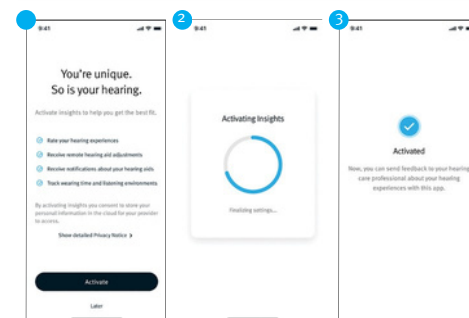 9:41
You're unique.
So is your hearing.
Activate insights to help you get the best fit.
Rate your hearing experiences
Receive remote hearing aid adjustments
Receive notifications about your hearing aids
Track wearing time and listening environments
By activating insights you consent to store your
personal information in the cloud for your provider
to access.
Show detailed Privacy Notice >
Activate
Later
2
9:41
Activating Insights
Finalizing settings...
3
9:41
Activated
Now, you can send feedback to your hearing
care professional about your hearing
experiences with this app.